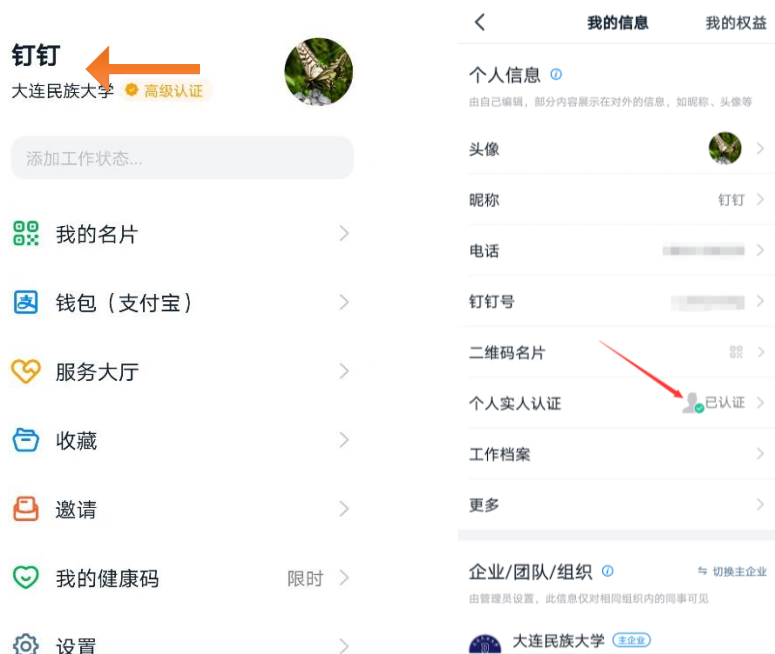 钉钉
大连民族大学 高级认证
添加工作状态...
我的名片
钱包（支付宝）
服务大厅
收藏
邀请
我的健康码 限时
设置
我的信息 我的权益
个人信息
由自己编辑，部分内容展示在对外的信息，如昵称、头像等
头像
昵称 钉钉
电话
钉钉号
二维码名片
个人实人认证 已认证
工作档案
更多
企业/团队/组织 切换主企业
由管理员设置，此信息仅对相同组织内的同事可见
大连民族大学 主企业